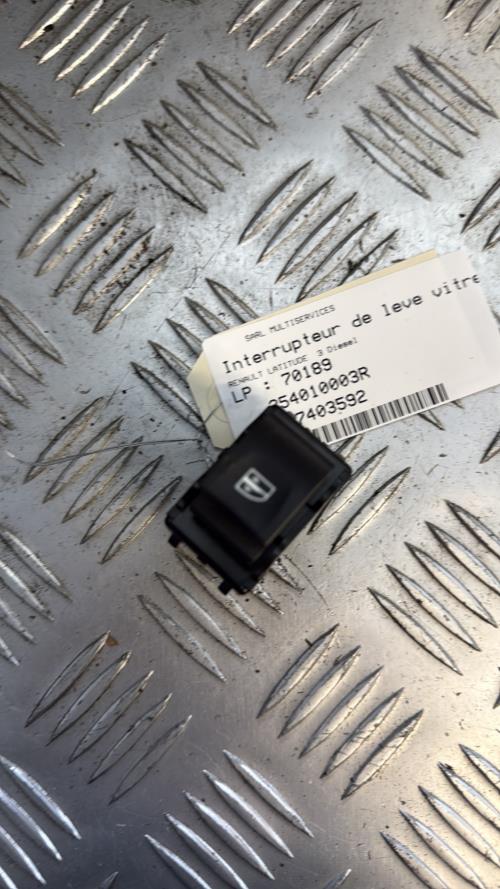 SARL MULTISERVICES
Interrupteur de leve vitre
RENAULT LATITUDE 3 Diesel
LP : 70189
254010003R
7403592